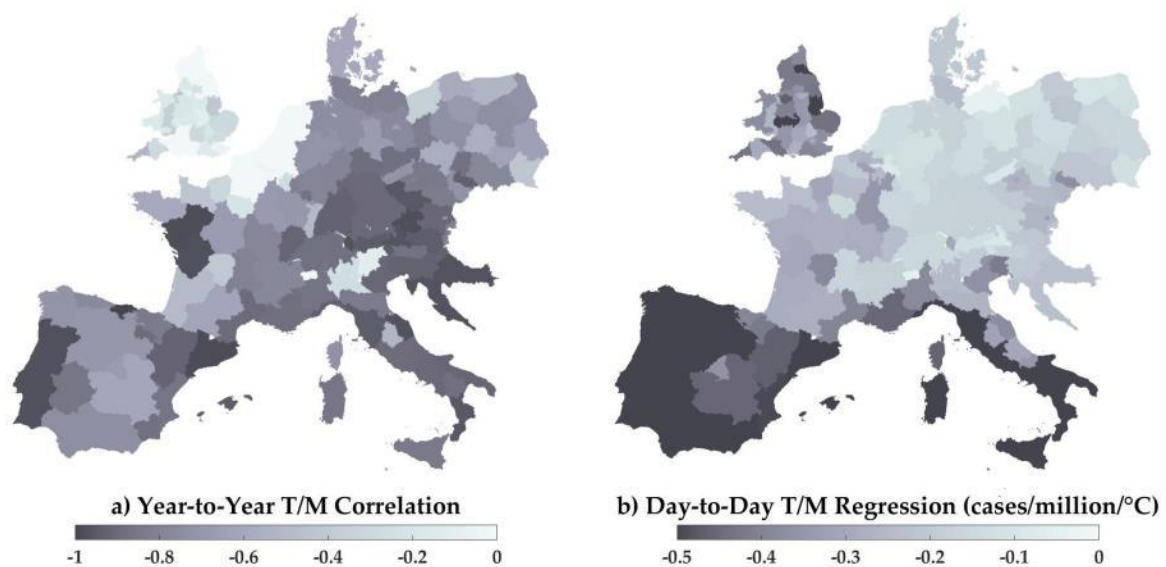 a) Year-to-Year T/M Correlation
-1 -0.8 -0.6 -0.4 -0.2 0
b) Day-to-Day T/M Regression (cases/million/°C)
-0.5 -0.4 -0.3 -0.2 -0.1 0